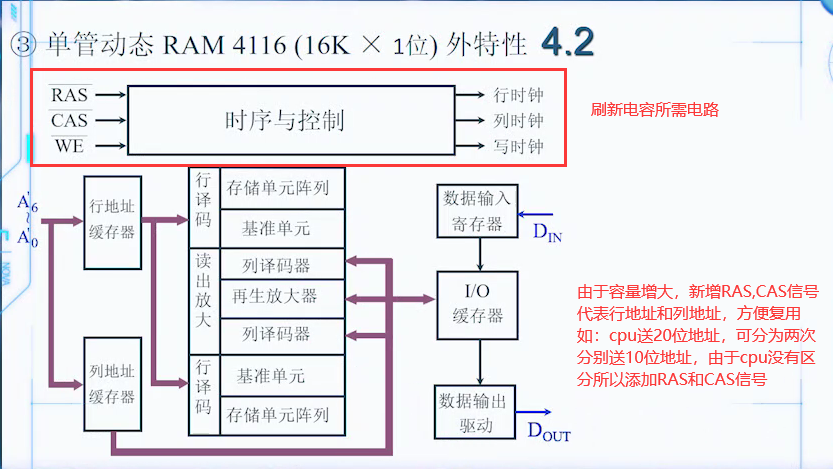 ③ 单管动态 RAM 4116 (16K × 1位) 外特性 4.2
RAS
CAS
WE
时序与控制
行时钟
列时钟
写时钟
刷新电容所需电路
A'6
~
A'0
行地址
缓存器
行译码
存储单元阵列
基准单元
读出放大
列译码器
再生放大器
列译码器
行译码
基准单元
存储单元阵列
列地址
缓存器
数据输入
寄存器
DIN
I/O
缓存器
数据输出
驱动
DOUT
由于容量增大，新增RAS,CAS信号
代表行地址和列地址，方便复用
如：cpu送20位地址，可分为两次
分别送10位地址，由于cpu没有区
分所以添加RAS和CAS信号